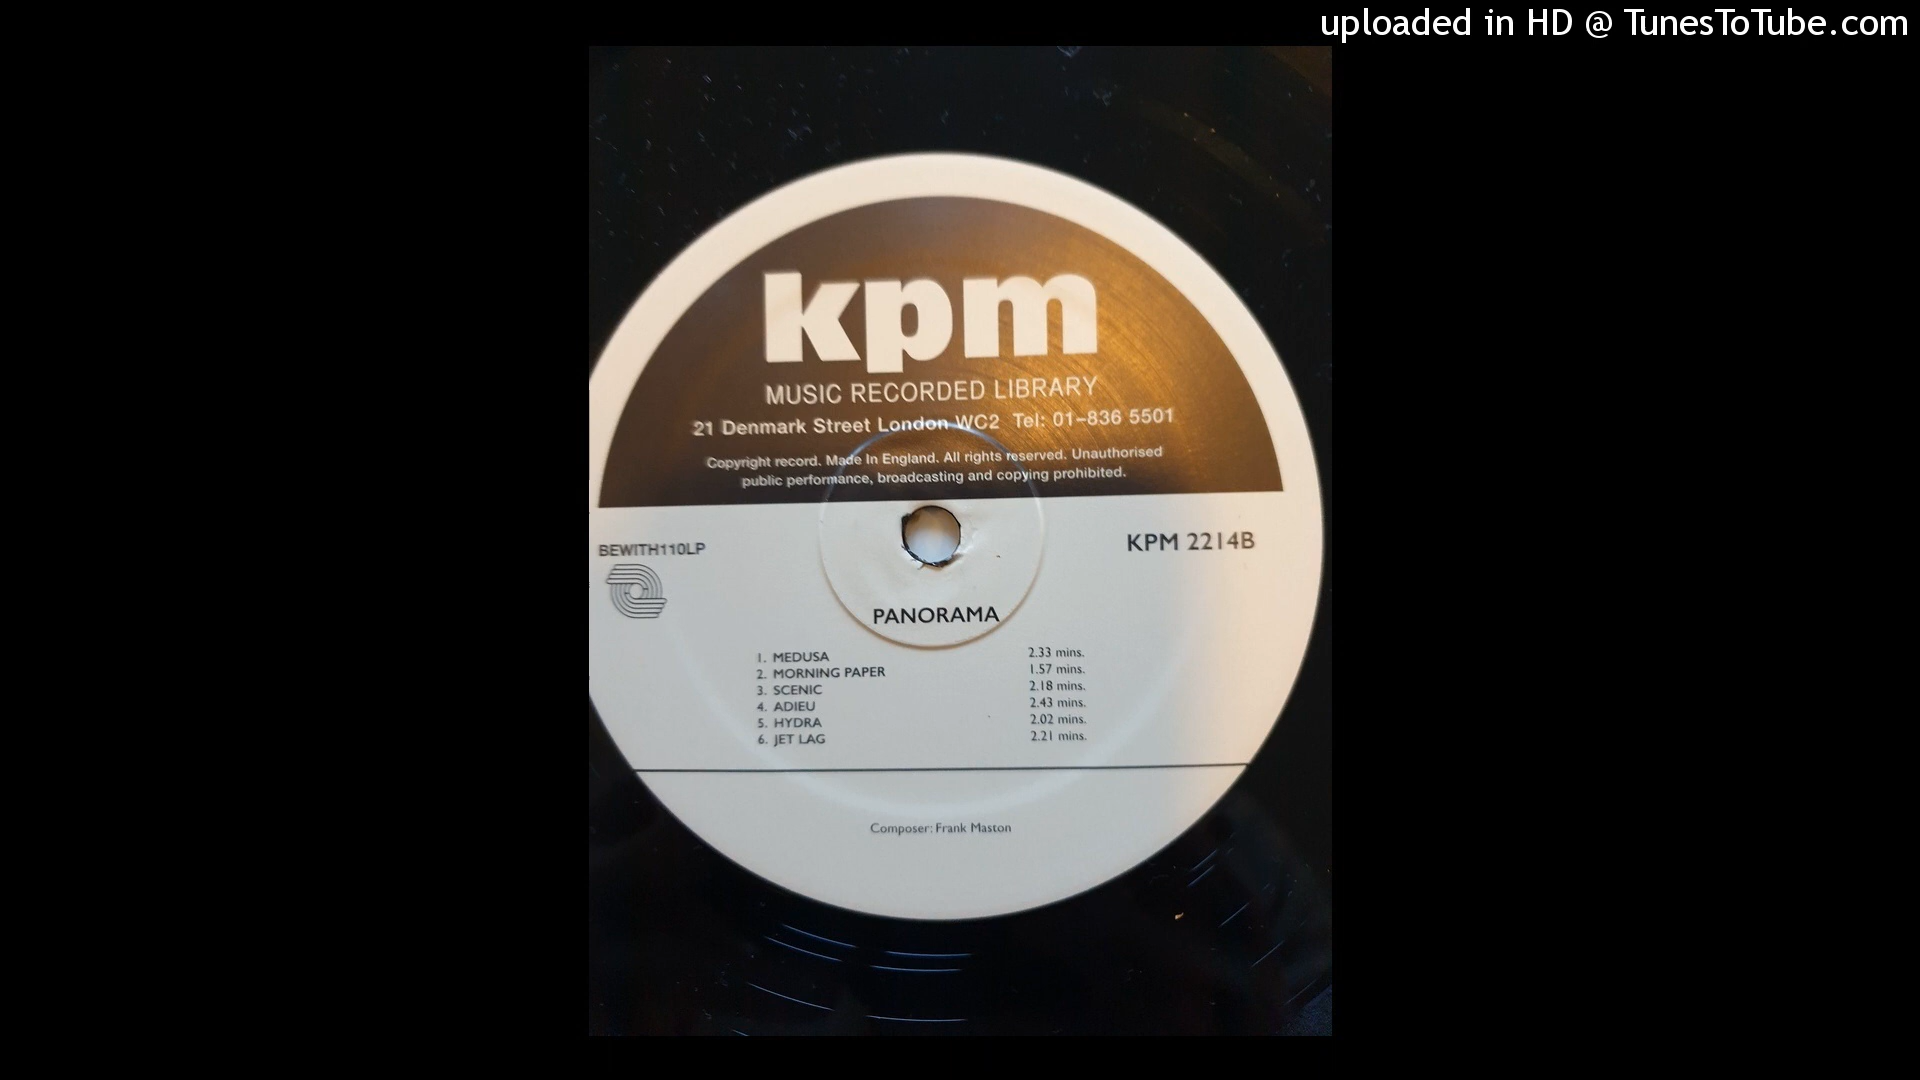 uploaded in HD @ TunesToTube.com
kpm
MUSIC RECORDED LIBRARY
21 Denmark Street London WC2 Tel: 01-836 5501
Copyright record. Made In England. All rights reserved. Unauthorised
public performance, broadcasting and copying prohibited.
BEWITH110LP
KPM 2214B
PANORAMA
1. MEDUSA 2.33 mins.
2. MORNING PAPER 1.57 mins.
3. SCENIC 2.18 mins.
4. ADIEU 2.43 mins.
5. HYDRA 2.02 mins.
6. JET LAG 2.21 mins.
Composer: Frank Maston